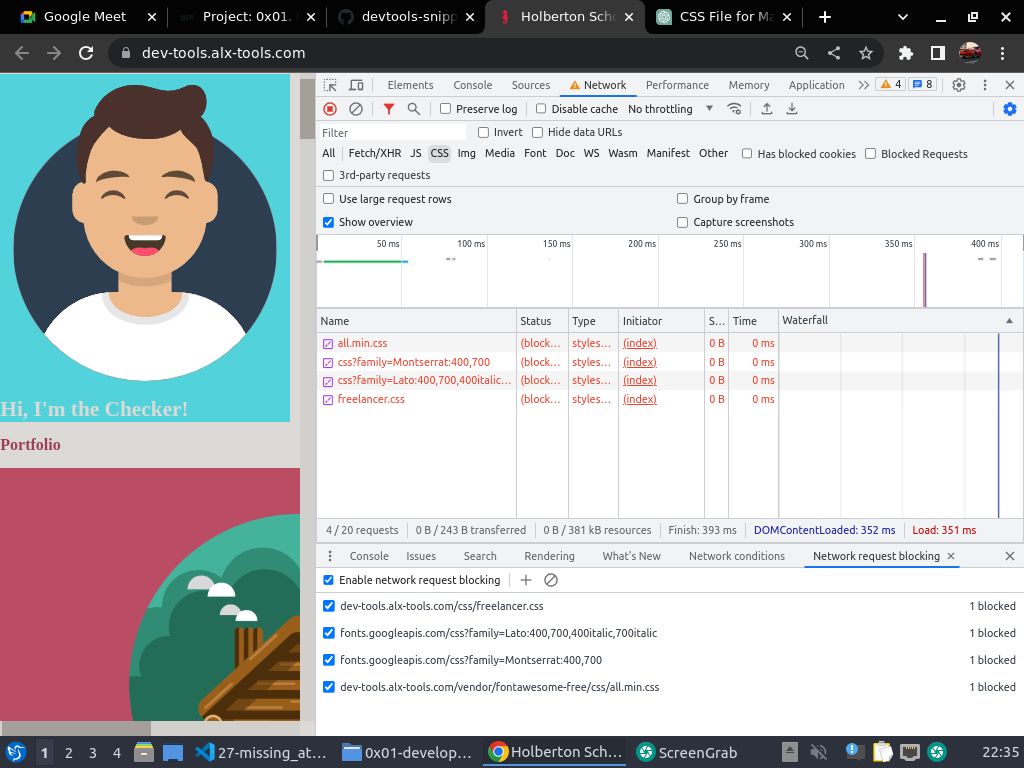 Google Meet
Project: 0x01.
devtools-snipp
Holberton Scho
CSS File for Ma
dev-tools.alx-tools.com
Elements Console Sources Network Performance Memory Application 4 8
Preserve log Disable cache No throttling
Filter Invert Hide data URLs
All Fetch/XHR JS CSS Img Media Font Doc WS Wasm Manifest Other Has blocked cookies Blocked Requests
3rd-party requests
Use large request rows Group by frame
Show overview Capture screenshots
50 ms 100 ms 150 ms 200 ms 250 ms 300 ms 350 ms 400 ms
Name Status Type Initiator S... Time Waterfall
all.min.css (block... styles... (index) 0 B 0 ms
css?family=Montserrat:400,700 (block... styles... (index) 0 B 0 ms
css?family=Lato:400,700,400italic... (block... styles... (index) 0 B 0 ms
freelancer.css (block... styles... (index) 0 B 0 ms
Hi, I'm the Checker!
Portfolio
4 / 20 requests 0 B / 243 B transferred 0 B / 381 kB resources Finish: 393 ms DOMContentLoaded: 352 ms Load: 351 ms
Console Issues Search Rendering What's New Network conditions Network request blocking
Enable network request blocking
dev-tools.alx-tools.com/css/freelancer.css 1 blocked
fonts.googleapis.com/css?family=Lato:400,700,400italic,700italic 1 blocked
fonts.googleapis.com/css?family=Montserrat:400,700 1 blocked
dev-tools.alx-tools.com/vendor/fontawesome-free/css/all.min.css 1 blocked
1 2 3 4 27-missing_at... 0x01-develop... Holberton Sch... ScreenGrab 22:35